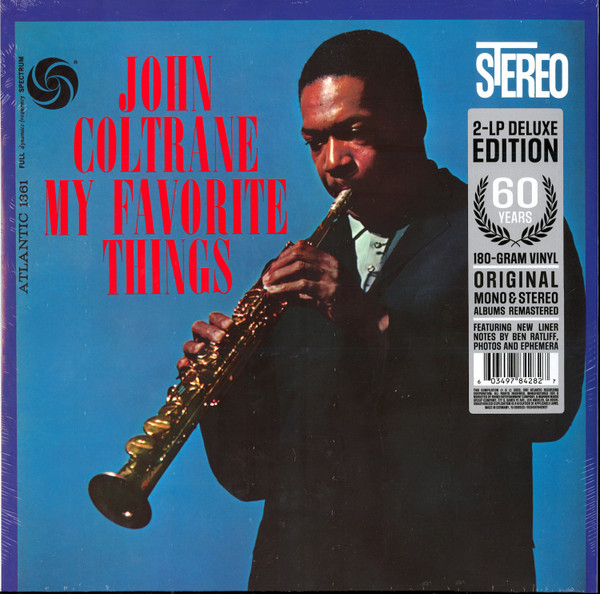 FULL dynamics-frequency SPECTRUM
ATLANTIC 1361
JOHN
COLTRANE
MY FAVORITE
THINGS
STEREO
2-LP DELUXE
EDITION
60
YEARS
180-GRAM VINYL
ORIGINAL
MONO & STEREO
ALBUMS REMASTERED
FEATURING NEW LINER
NOTES BY BEN RATLIFF,
PHOTOS AND EPHEMERA
6 03497 84282 7